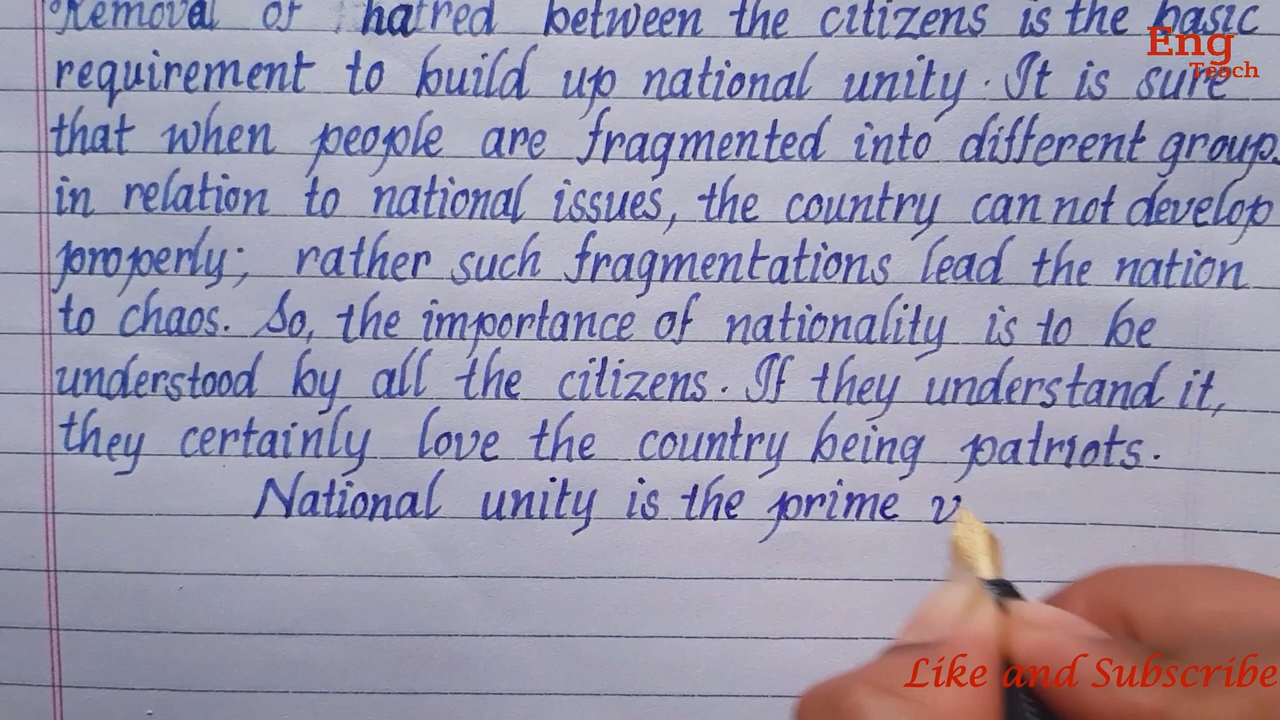 Removal of hatred between the citizens is the basic
requirement to build up national unity. It is sure
that when people are fragmented into different group
in relation to national issues, the country can not develop
properly; rather such fragmentations lead the nation
to chaos. So, the importance of nationality is to be
understood by all the citizens. If they understand it,
they certainly love the country being patriots.
National unity is the prime v
Eng
Teach
Like and Subscribe